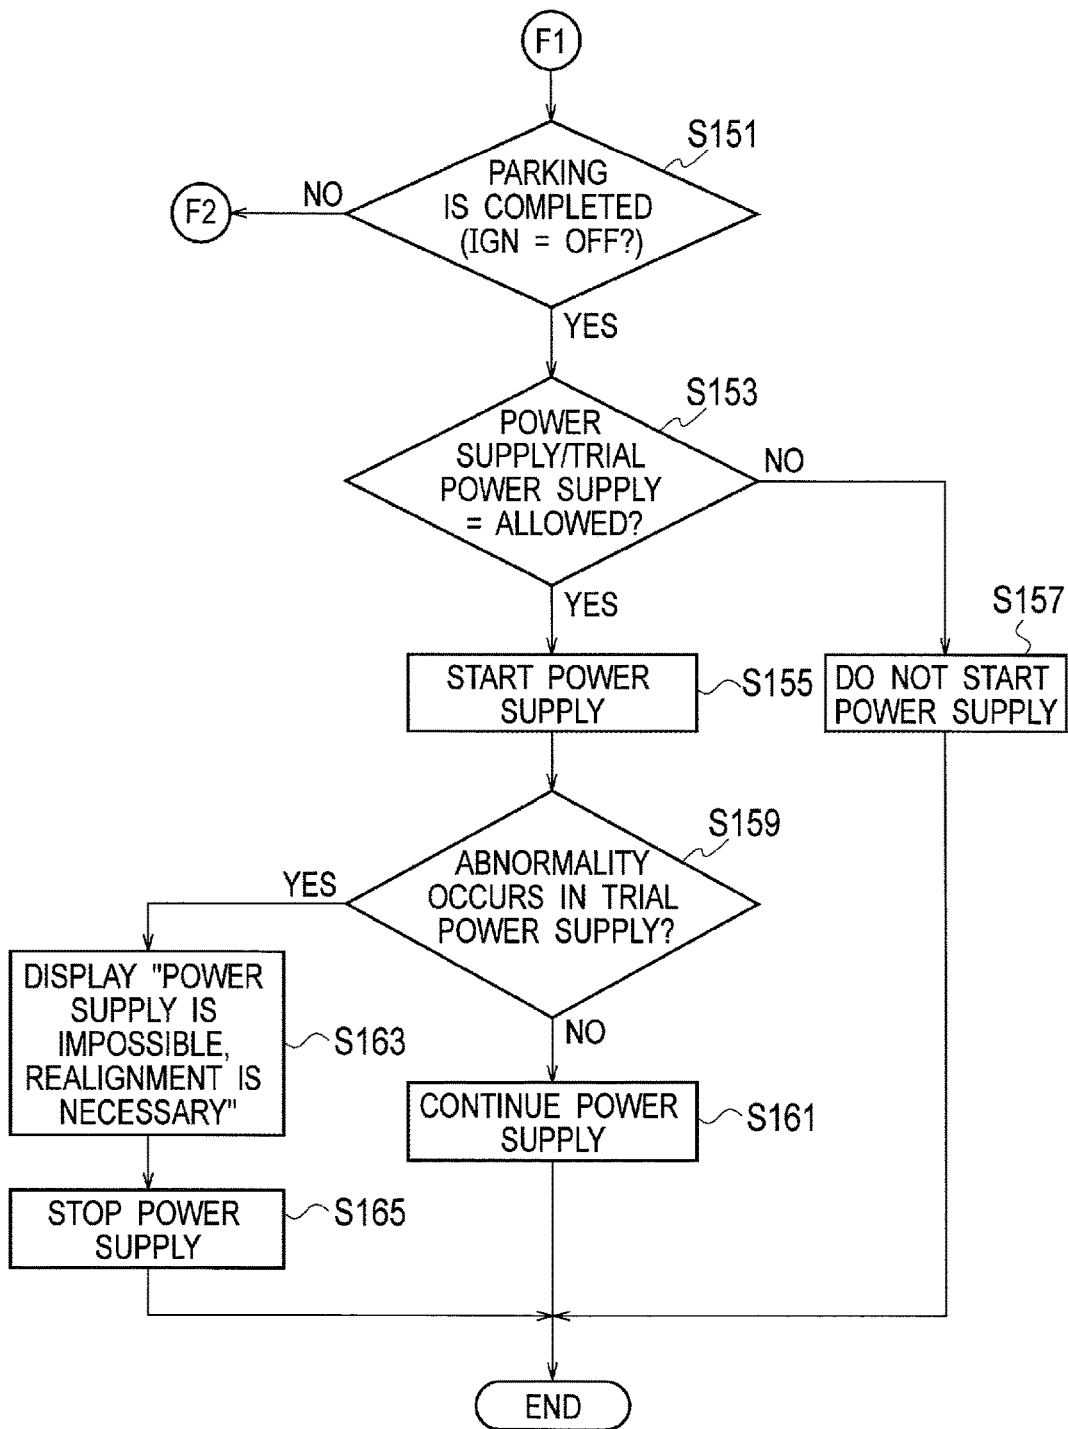 F1
S151
PARKING
IS COMPLETED
(IGN = OFF?)
NO
F2
YES
S153
POWER
SUPPLY/TRIAL
POWER SUPPLY
= ALLOWED?
NO
YES
S157
START POWER
SUPPLY
S155
DO NOT START
POWER SUPPLY
S159
ABNORMALITY
OCCURS IN TRIAL
POWER SUPPLY?
YES
NO
DISPLAY "POWER
SUPPLY IS
IMPOSSIBLE,
REALIGNMENT IS
NECESSARY"
S163
CONTINUE POWER
SUPPLY
S161
STOP POWER
SUPPLY
S165
END